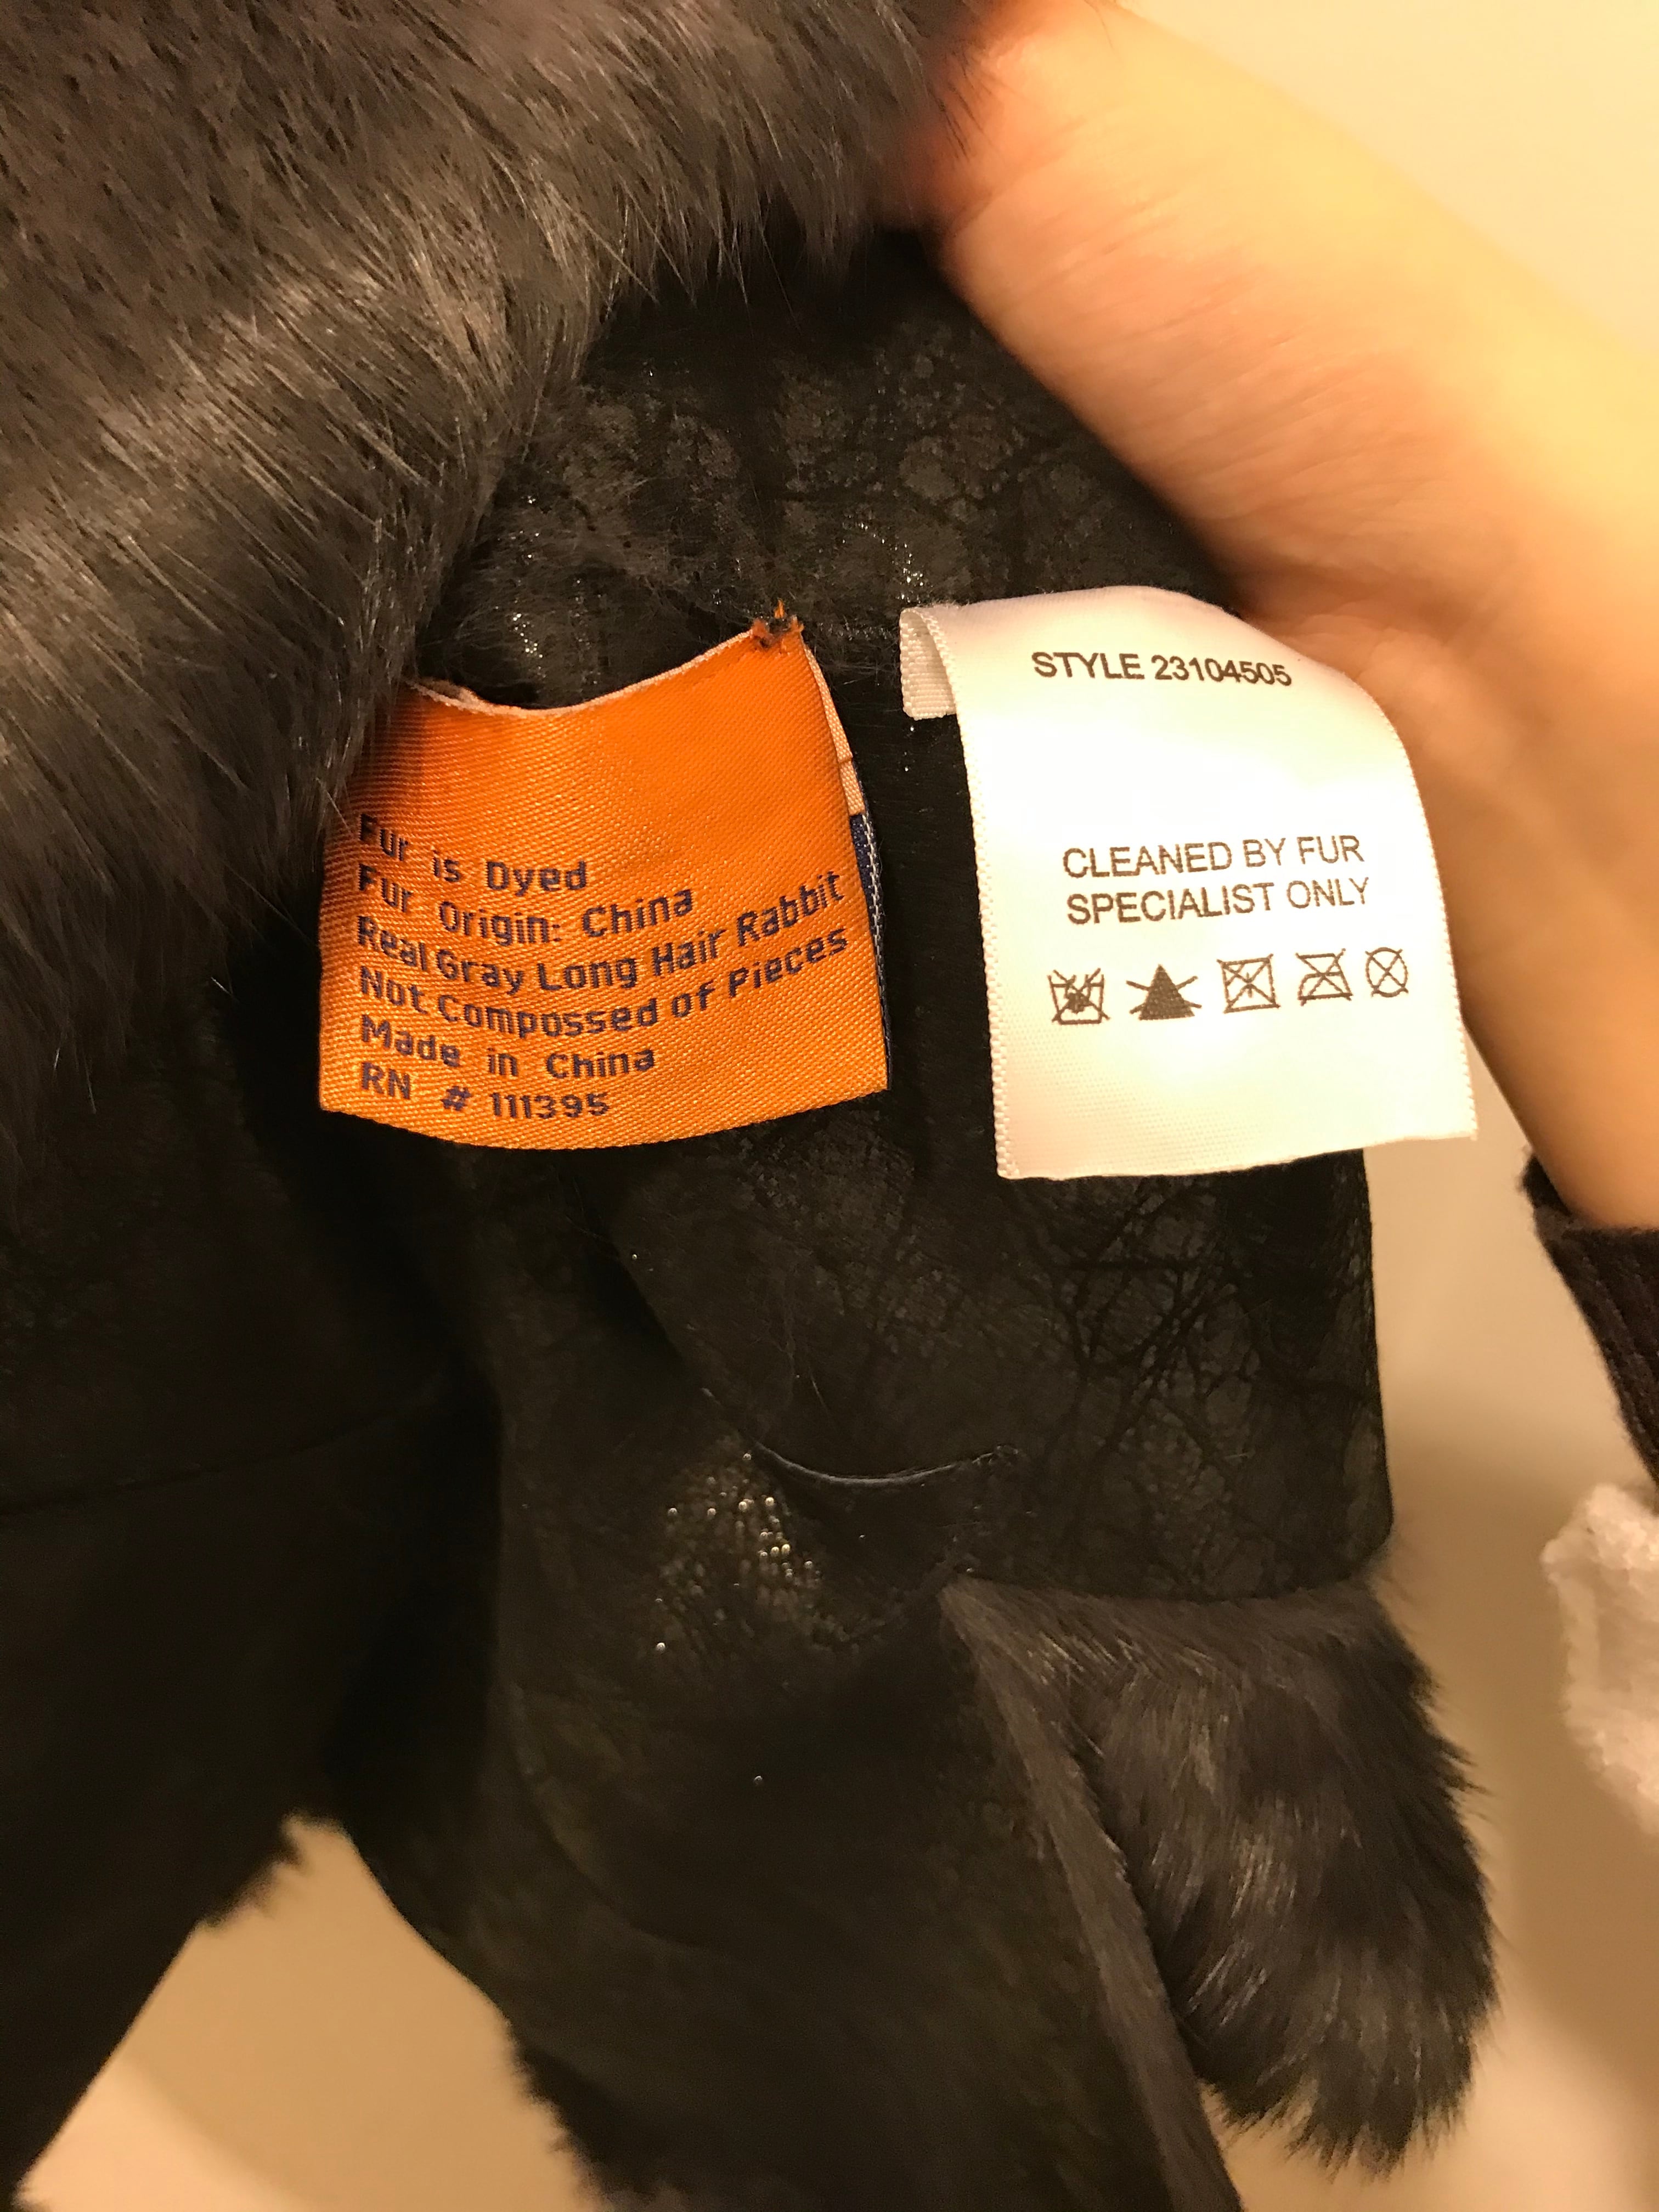 Fur is Dyed
Fur Origin: China
Real Gray Long Hair Rabbit
Not Compossed of Pieces
Made in China
RN # 111395
STYLE 23104505
CLEANED BY FUR
SPECIALIST ONLY